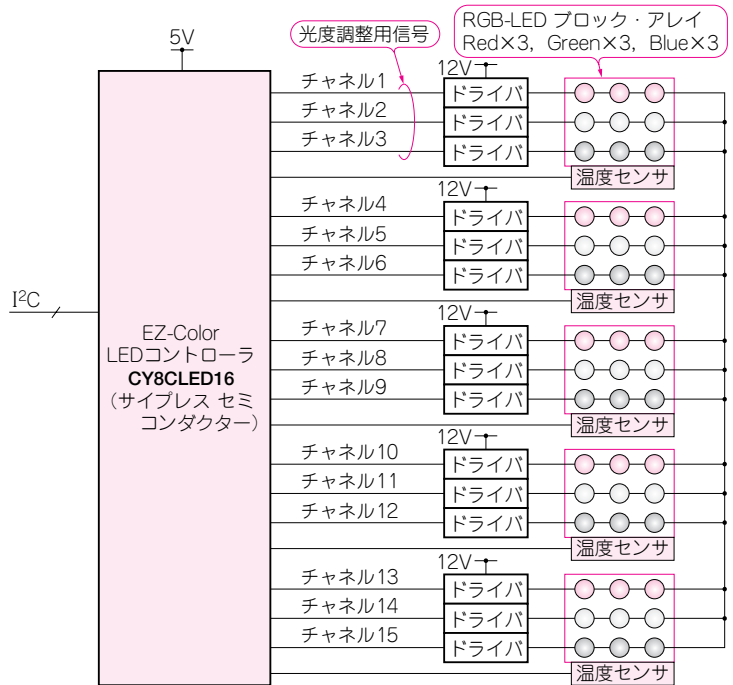 5V
光度調整用信号
RGB-LED ブロック・アレイ
Red×3, Green×3, Blue×3
12V
チャネル1
ドライバ
チャネル2
ドライバ
チャネル3
ドライバ
温度センサ
12V
チャネル4
ドライバ
チャネル5
ドライバ
チャネル6
ドライバ
温度センサ
I²C
EZ-Color
LEDコントローラ
CY8CLED16
(サイプレス セミ
コンダクター)
12V
チャネル7
ドライバ
チャネル8
ドライバ
チャネル9
ドライバ
温度センサ
12V
チャネル10
ドライバ
チャネル11
ドライバ
チャネル12
ドライバ
温度センサ
12V
チャネル13
ドライバ
チャネル14
ドライバ
チャネル15
ドライバ
温度センサ